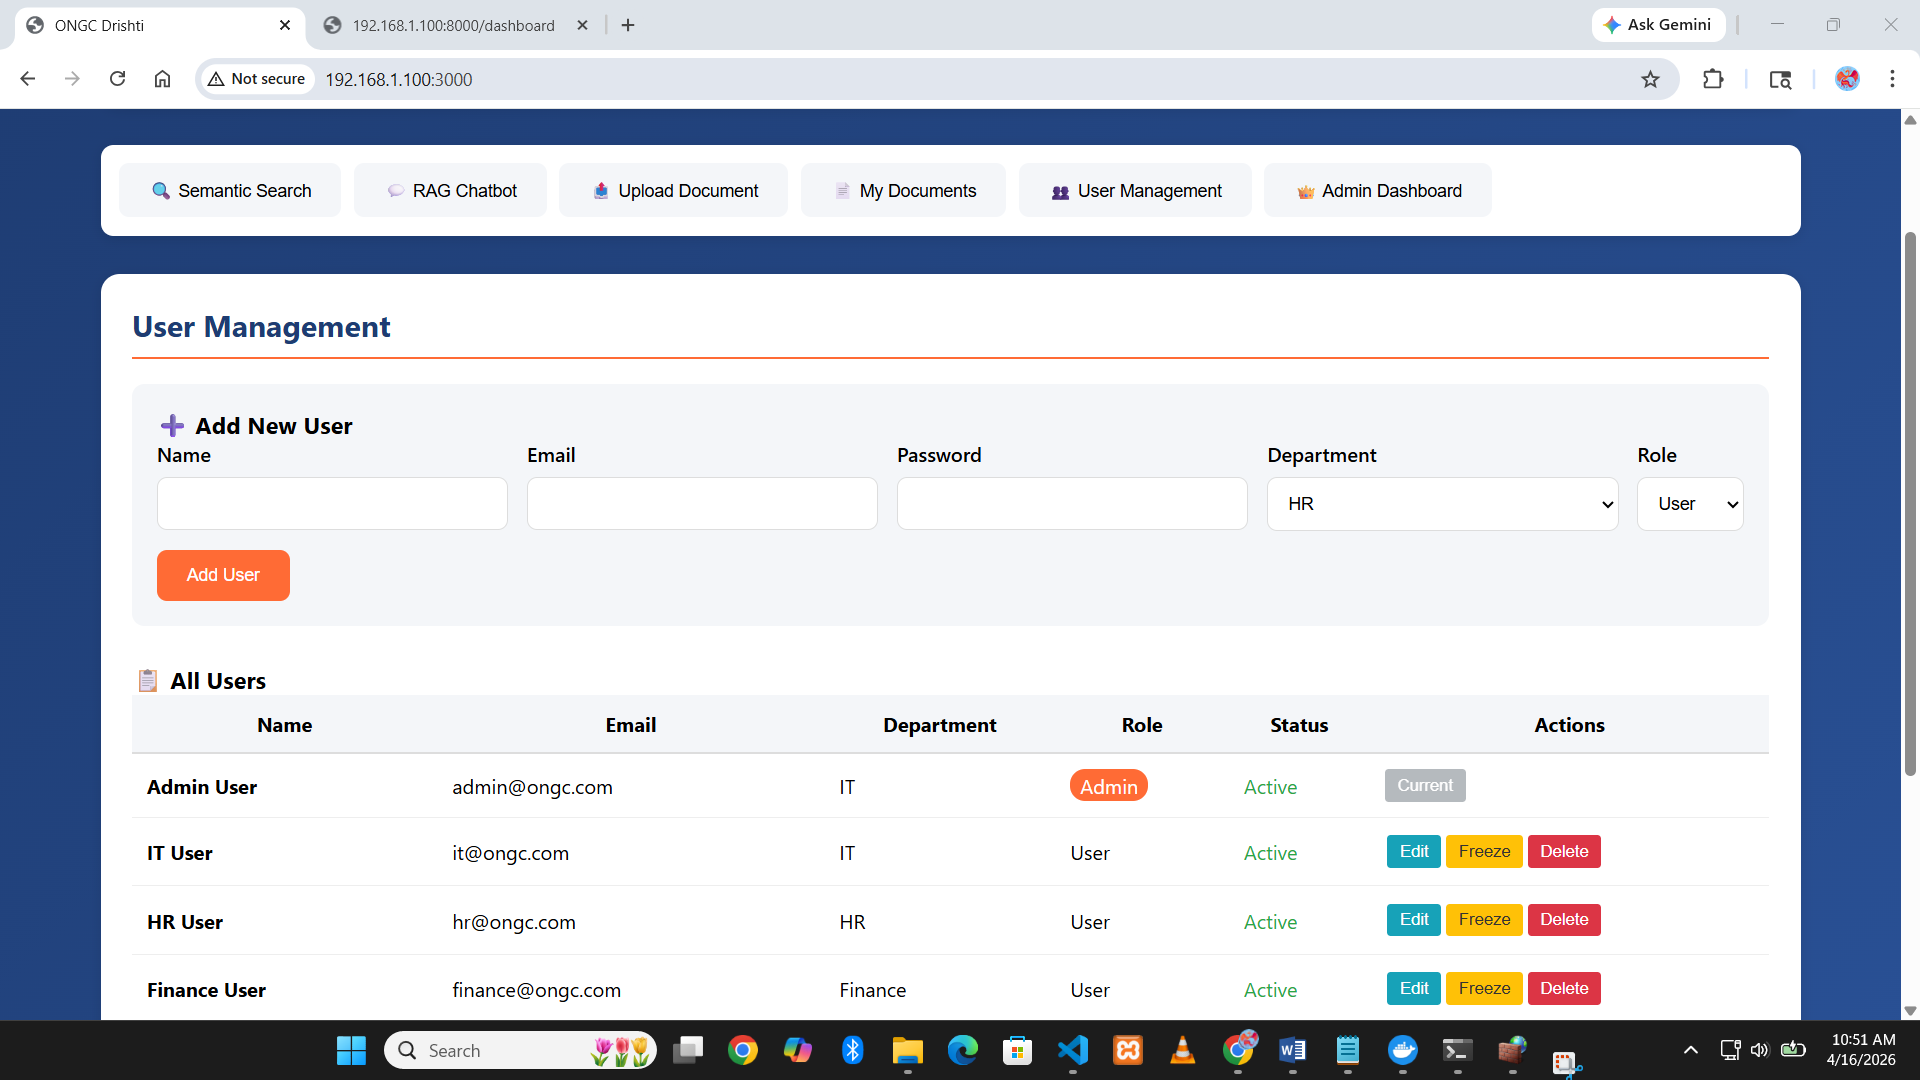 ONGC Drishti
192.168.1.100:8000/dashboard
Ask Gemini
Not secure
192.168.1.100:3000
Semantic Search
RAG Chatbot
Upload Document
My Documents
User Management
Admin Dashboard
User Management
Add New User
Name Email Password Department Role
HR User
Add User
All Users
Name Email Department Role Status Actions
Admin User admin@ongc.com IT Admin Active Current
IT User it@ongc.com IT User Active Edit Freeze Delete
HR User hr@ongc.com HR User Active Edit Freeze Delete
Finance User finance@ongc.com Finance User Active Edit Freeze Delete
Search
10:51 AM
4/16/2026